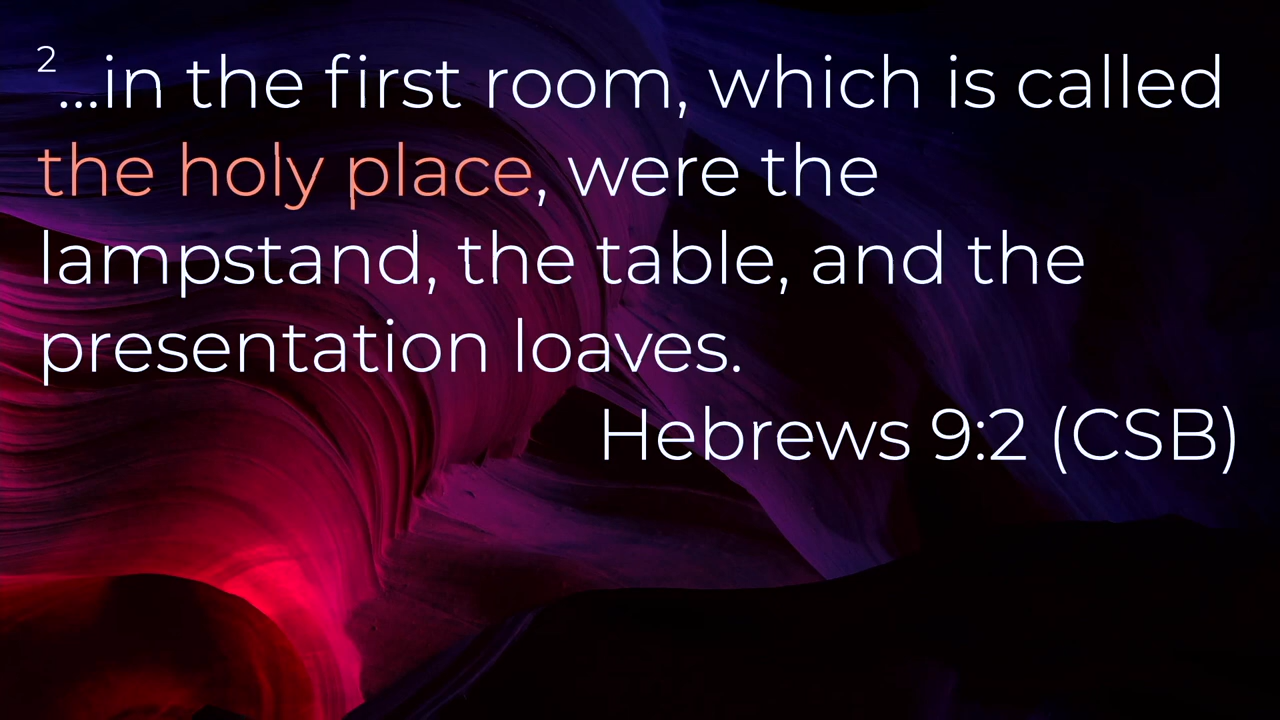 2 ...in the first room, which is called
the holy place, were the
lampstand, the table, and the
presentation loaves.
Hebrews 9:2 (CSB)